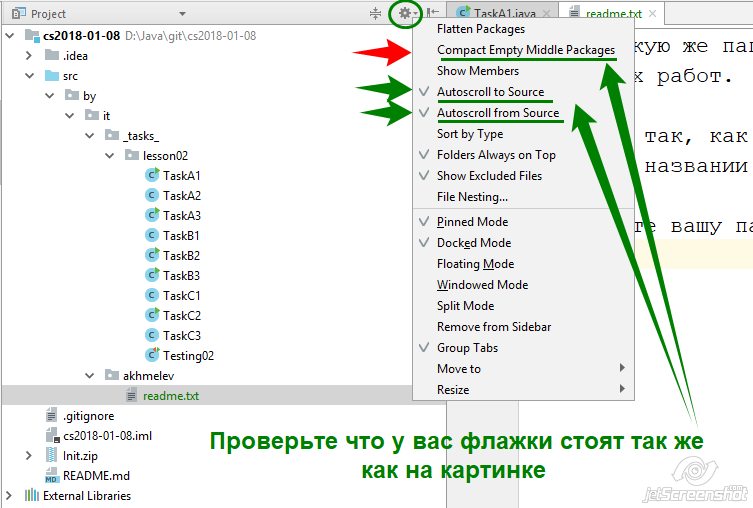 Project
TaskA1.java
readme.txt
cs2018-01-08 D:\Java\git\cs2018-01-08
.idea
src
by
it
_tasks_
lesson02
TaskA1
TaskA2
TaskA3
TaskB1
TaskB2
TaskB3
TaskC1
TaskC2
TaskC3
Testing02
akhmelev
readme.txt
.gitignore
cs2018-01-08.iml
Init.zip
README.md
External Libraries
Flatten Packages
Compact Empty Middle Packages
Show Members
Autoscroll to Source
Autoscroll from Source
Sort by Type
Folders Always on Top
Show Excluded Files
File Nesting...
Pinned Mode
Docked Mode
Floating Mode
Windowed Mode
Split Mode
Remove from Sidebar
Group Tabs
Move to
Resize
работ.
так, как
названии
вашу
Проверьте что у вас флажки стоят так же
как на картинке
jetScreenshot